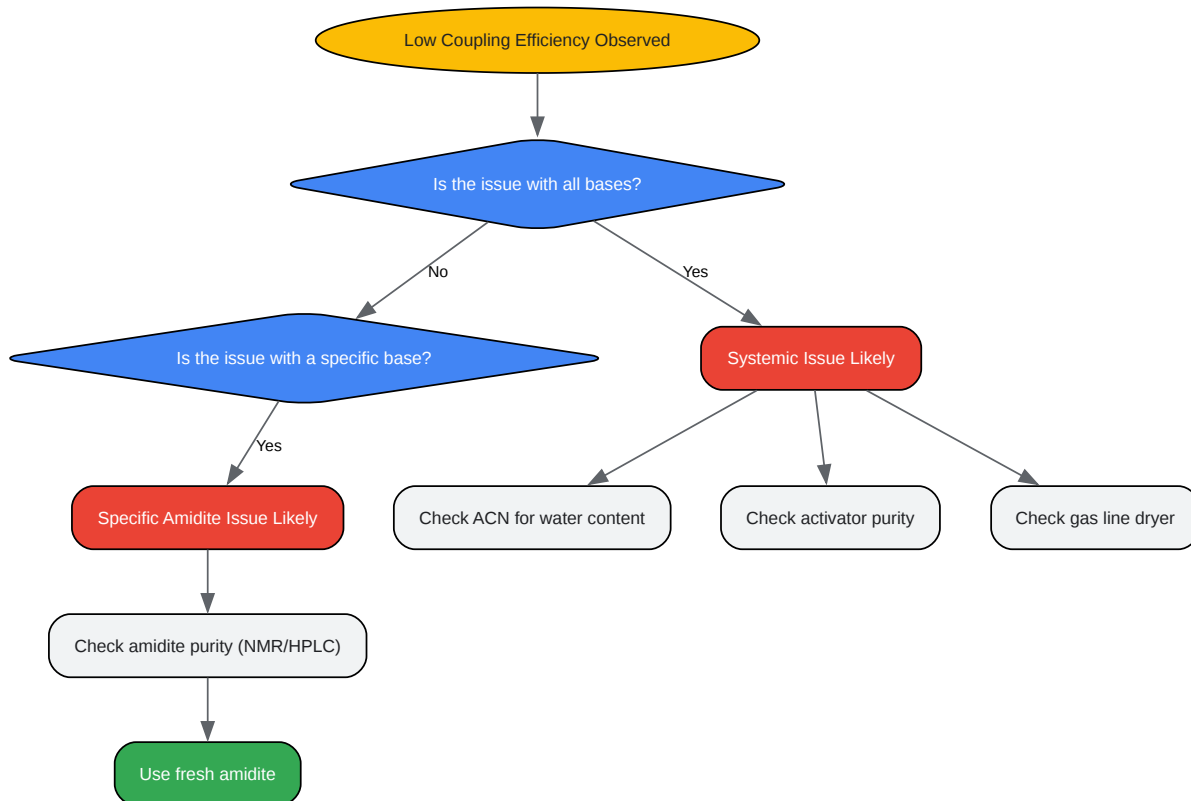 Low Coupling Efficiency Observed
Is the issue with all bases?
No
Yes
Is the issue with a specific base?
Systemic Issue Likely
Yes
Specific Amidite Issue Likely
Check ACN for water content
Check activator purity
Check gas line dryer
Check amidite purity (NMR/HPLC)
Use fresh amidite